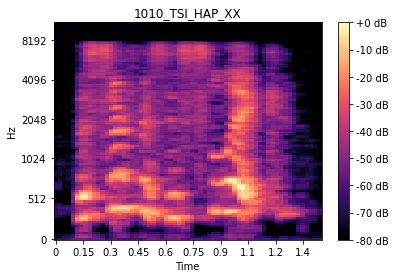 1010_TSI_HAP_XX
8192
4096
2048
1024
512
0
Hz
0 0.15 0.3 0.45 0.6 0.75 0.9 1.1 1.2 1.4
Time
+0 dB
-10 dB
-20 dB
-30 dB
-40 dB
-50 dB
-60 dB
-70 dB
-80 dB